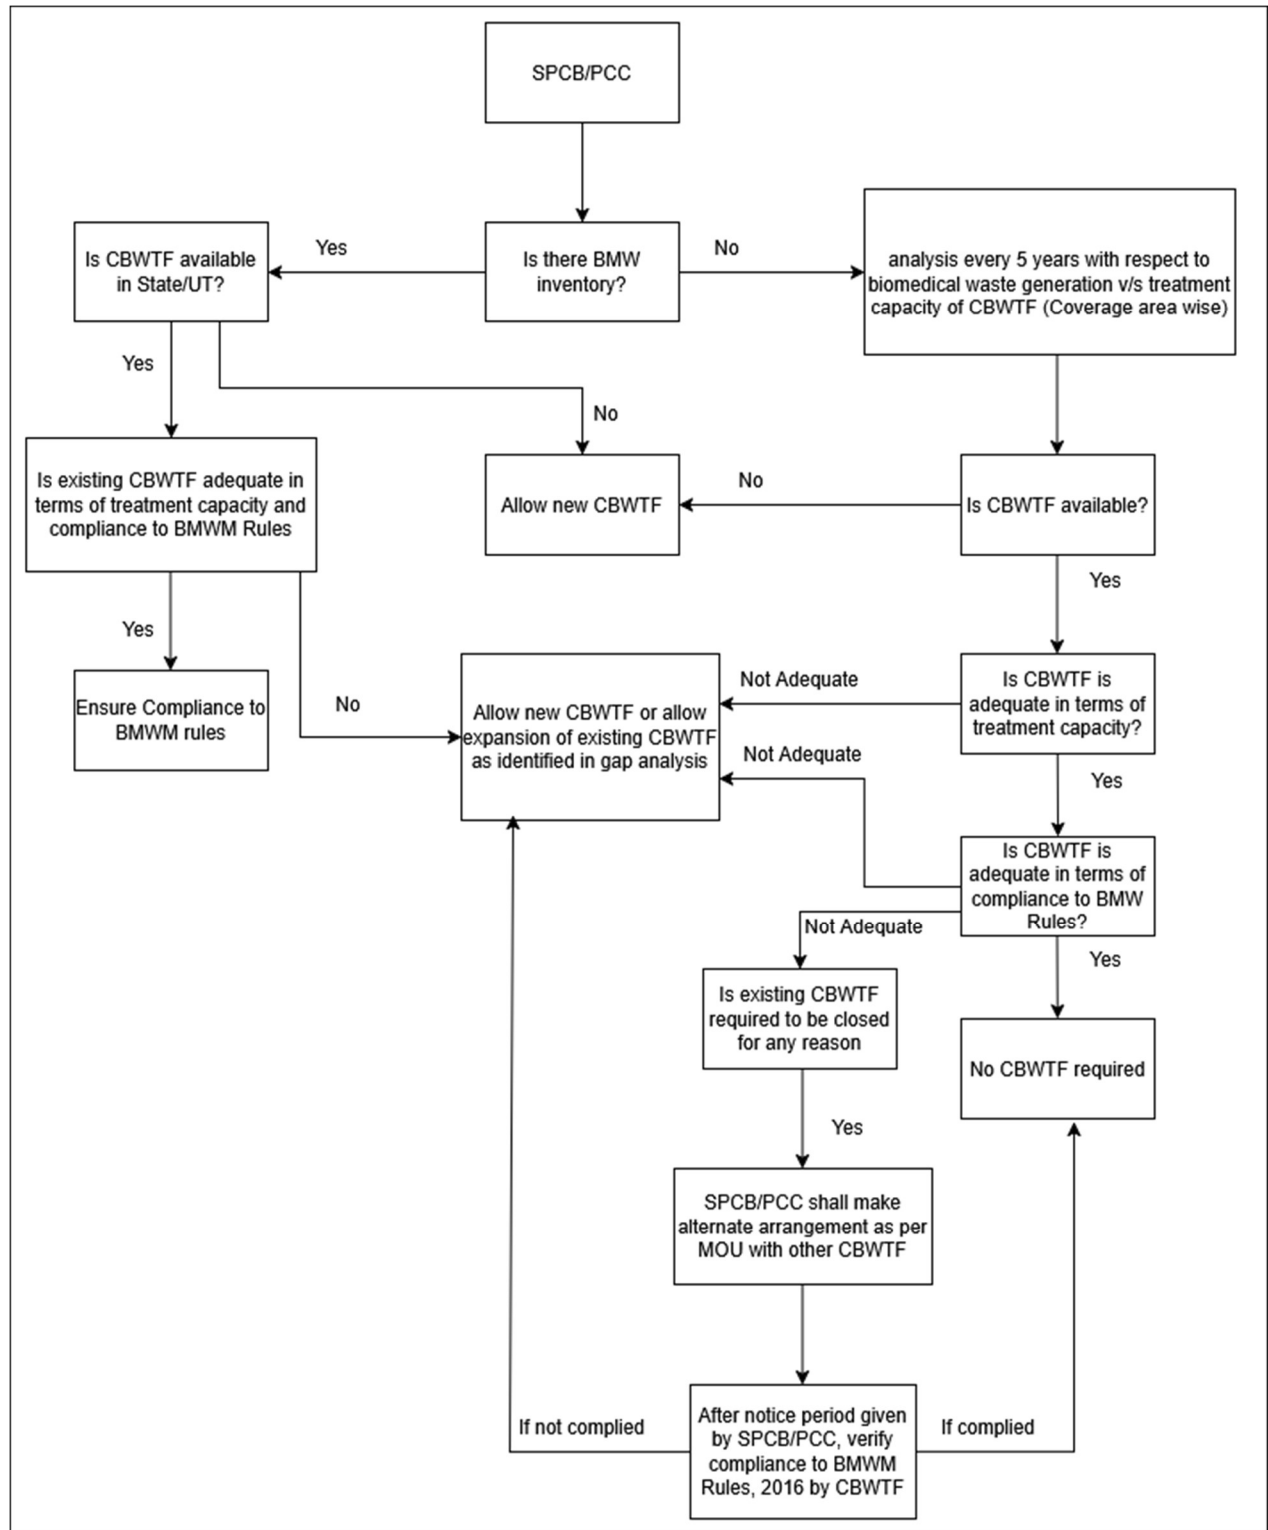 SPCB/PCC
Is there BMW
inventory?
Yes
No
Is CBWTF available
in State/UT?
analysis every 5 years with respect to
biomedical waste generation v/s treatment
capacity of CBWTF (Coverage area wise)
Yes
No
Is existing CBWTF adequate in
terms of treatment capacity and
compliance to BMWM Rules
Allow new CBWTF
No
Is CBWTF available?
Yes
Yes
Ensure Compliance to
BMWM rules
No
Allow new CBWTF or allow
expansion of existing CBWTF
as identified in gap analysis
Not Adequate
Is CBWTF is
adequate in terms of
treatment capacity?
Not Adequate
Yes
Is CBWTF is
adequate in terms of
compliance to BMW
Rules?
Not Adequate
Yes
Is existing CBWTF
required to be closed
for any reason
No CBWTF required
Yes
SPCB/PCC shall make
alternate arrangement as per
MOU with other CBWTF
If not complied
After notice period given
by SPCB/PCC, verify
compliance to BMWM
Rules, 2016 by CBWTF
If complied